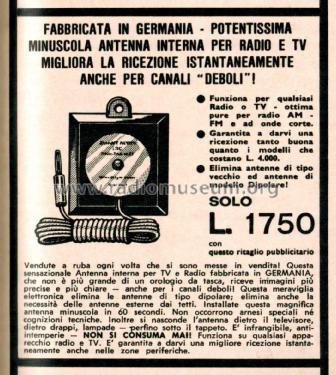 FABBRICATA IN GERMANIA - POTENTISSIMA
MINUSCOLA ANTENNA INTERNA PER RADIO E TV
MIGLIORA LA RICEZIONE ISTANTANEAMENTE
ANCHE PER CANALI "DEBOLI"!
● Funziona per qualsiasi
Radio o TV - ottima
pure per radio AM -
FM e ad onde corte.
● Garantita a darvi una
ricezione tanto buona
quanto i modelli che
costano L. 4.000.
● Elimina antenne di tipo
vecchio ed antenne di
modello Dipolare!
www.radiomuseum.org
SOLO
L. 1750
con
questo ritaglio pubblicitario
Vendute a ruba ogni volta che si sono messe in vendita! Questa
sensazionale Antenna interna per TV e Radio fabbricata in GERMANIA,
che non è più grande di un orologio da tasca, riceve immagini più
precise e più chiare — anche per i canali deboli! Questa meraviglia
elettronica elimina le antenne di tipo dipolare; elimina anche la
necessità delle antenne esterne dei tetti. Installate questa magnifica
antenna minuscola in 60 secondi. Non occorrono arnesi speciali nè
cognizioni tecniche. Inoltre si nasconde l'antenna dietro il televisore,
dietro drappi, lampade — perfino sotto il tappeto. E' infrangibile, anti-
intemperie — NON SI CONSUMA MAI! Funziona su qualsiasi appa-
recchio radio e TV. E' garantita a darvi una migliore ricezione istanta-
neamente anche nelle zone periferiche.